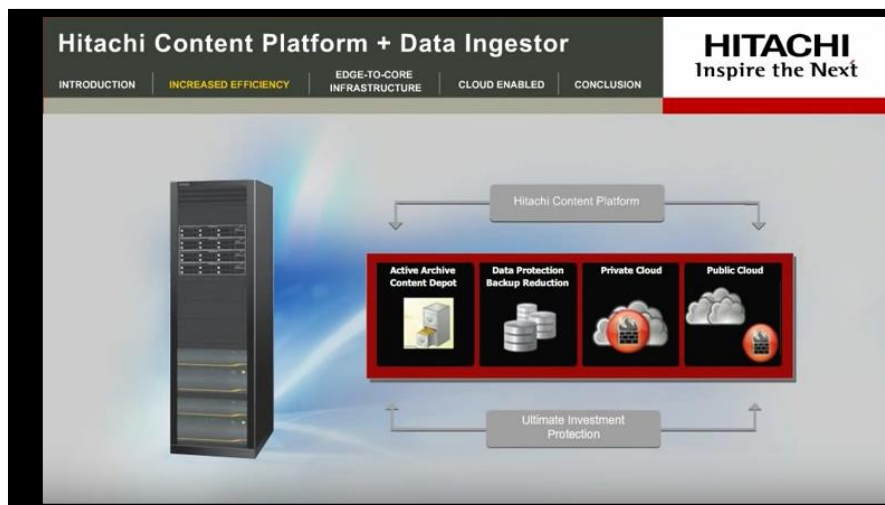 Hitachi Content Platform + Data Ingestor
HITACHI
Inspire the Next
INTRODUCTION
INCREASED EFFICIENCY
EDGE-TO-CORE
INFRASTRUCTURE
CLOUD ENABLED
CONCLUSION
Hitachi Content Platform
Active Archive
Content Depot
Data Protection
Backup Reduction
Private Cloud
Public Cloud
Ultimate Investment
Protection